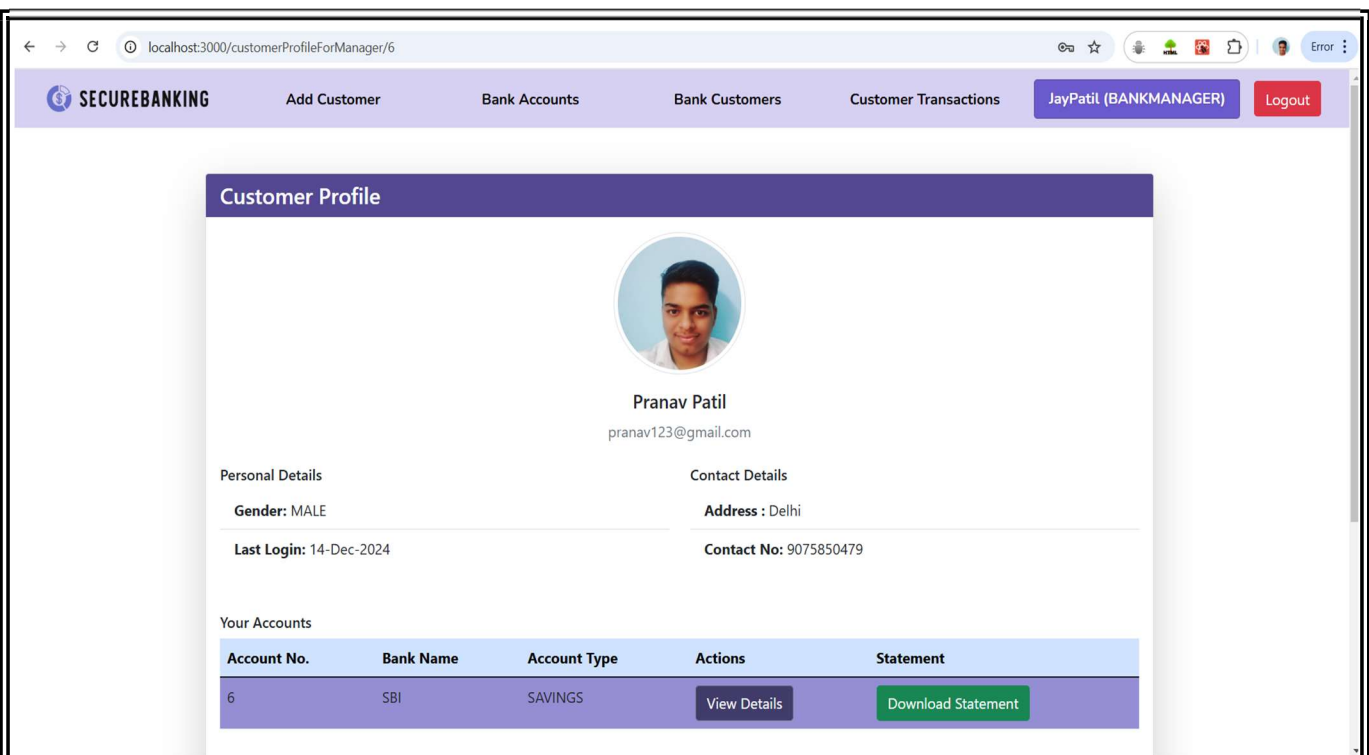 localhost:3000/customerProfileForManager/6
Error
SECUREBANKING Add Customer Bank Accounts Bank Customers Customer Transactions JayPatil (BANKMANAGER) Logout
Customer Profile
Pranav Patil
pranav123@gmail.com
Personal Details Contact Details
Gender: MALE Address : Delhi
Last Login: 14-Dec-2024 Contact No: 9075850479
Your Accounts
Account No. Bank Name Account Type Actions Statement
6 SBI SAVINGS View Details Download Statement